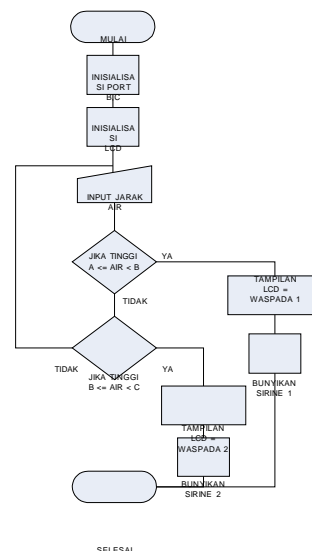 MULAI
INISIALISA
SI PORT
B/C
INISIALISA
SI
LCD
INPUT JARAK
AIR
JIKA TINGGI
A <= AIR < B
YA
TIDAK
TAMPILAN
LCD =
WASPADA 1
BUNYIKAN
SIRINE 1
TIDAK
JIKA TINGGI
B <= AIR < C
YA
TAMPILAN
LCD =
WASPADA 2
BUNYIKAN
SIRINE 2
SELESAI